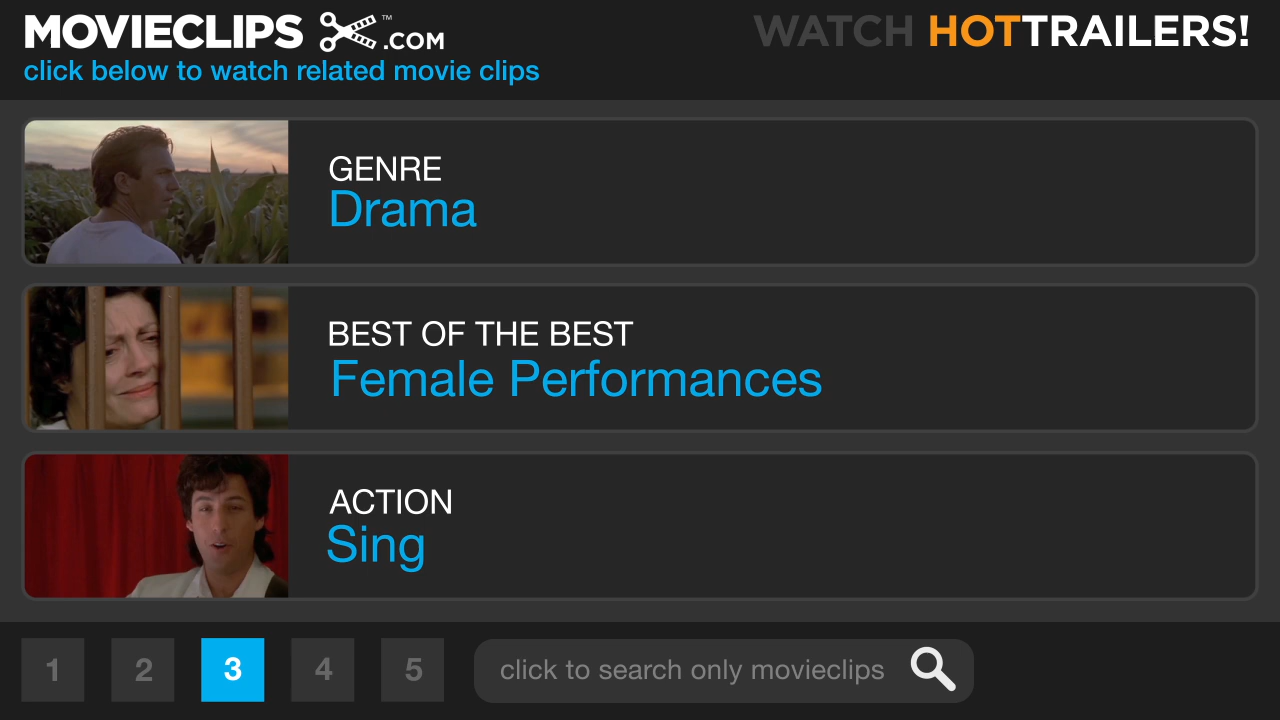 MOVIECLIPS ™ .COM
WATCH HOTTRAILERS!
click below to watch related movie clips
GENRE
Drama
BEST OF THE BEST
Female Performances
ACTION
Sing
1 2 3 4 5 click to search only movieclips